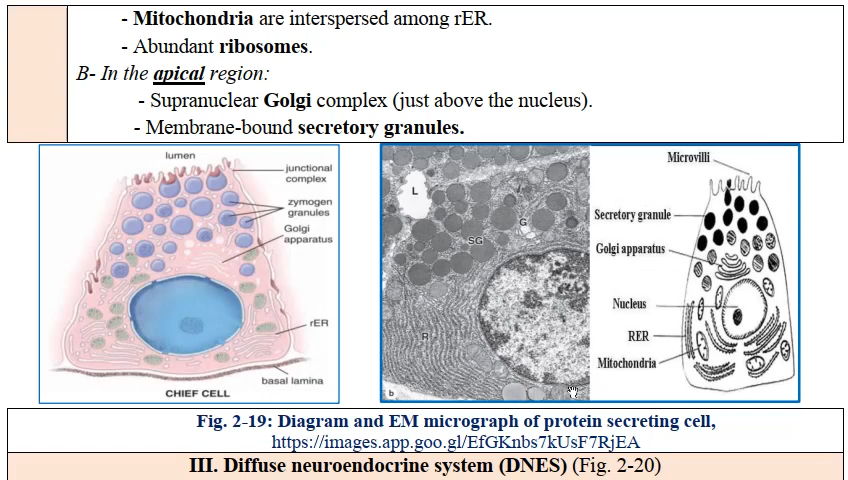 - Mitochondria are interspersed among rER.
- Abundant ribosomes.
B- In the apical region:
- Supranuclear Golgi complex (just above the nucleus).
- Membrane-bound secretory granules.
lumen
junctional
complex
zymogen
granules
Golgi
apparatus
rER
basal lamina
CHIEF CELL
L
J
G
SG
R
b
Microvilli
Secretory granule
Golgi apparatus
Nucleus
RER
Mitochondria
Fig. 2-19: Diagram and EM micrograph of protein secreting cell,
https://images.app.goo.gl/EfGKnbs7kUsF7RjEA
III. Diffuse neuroendocrine system (DNES) (Fig. 2-20)